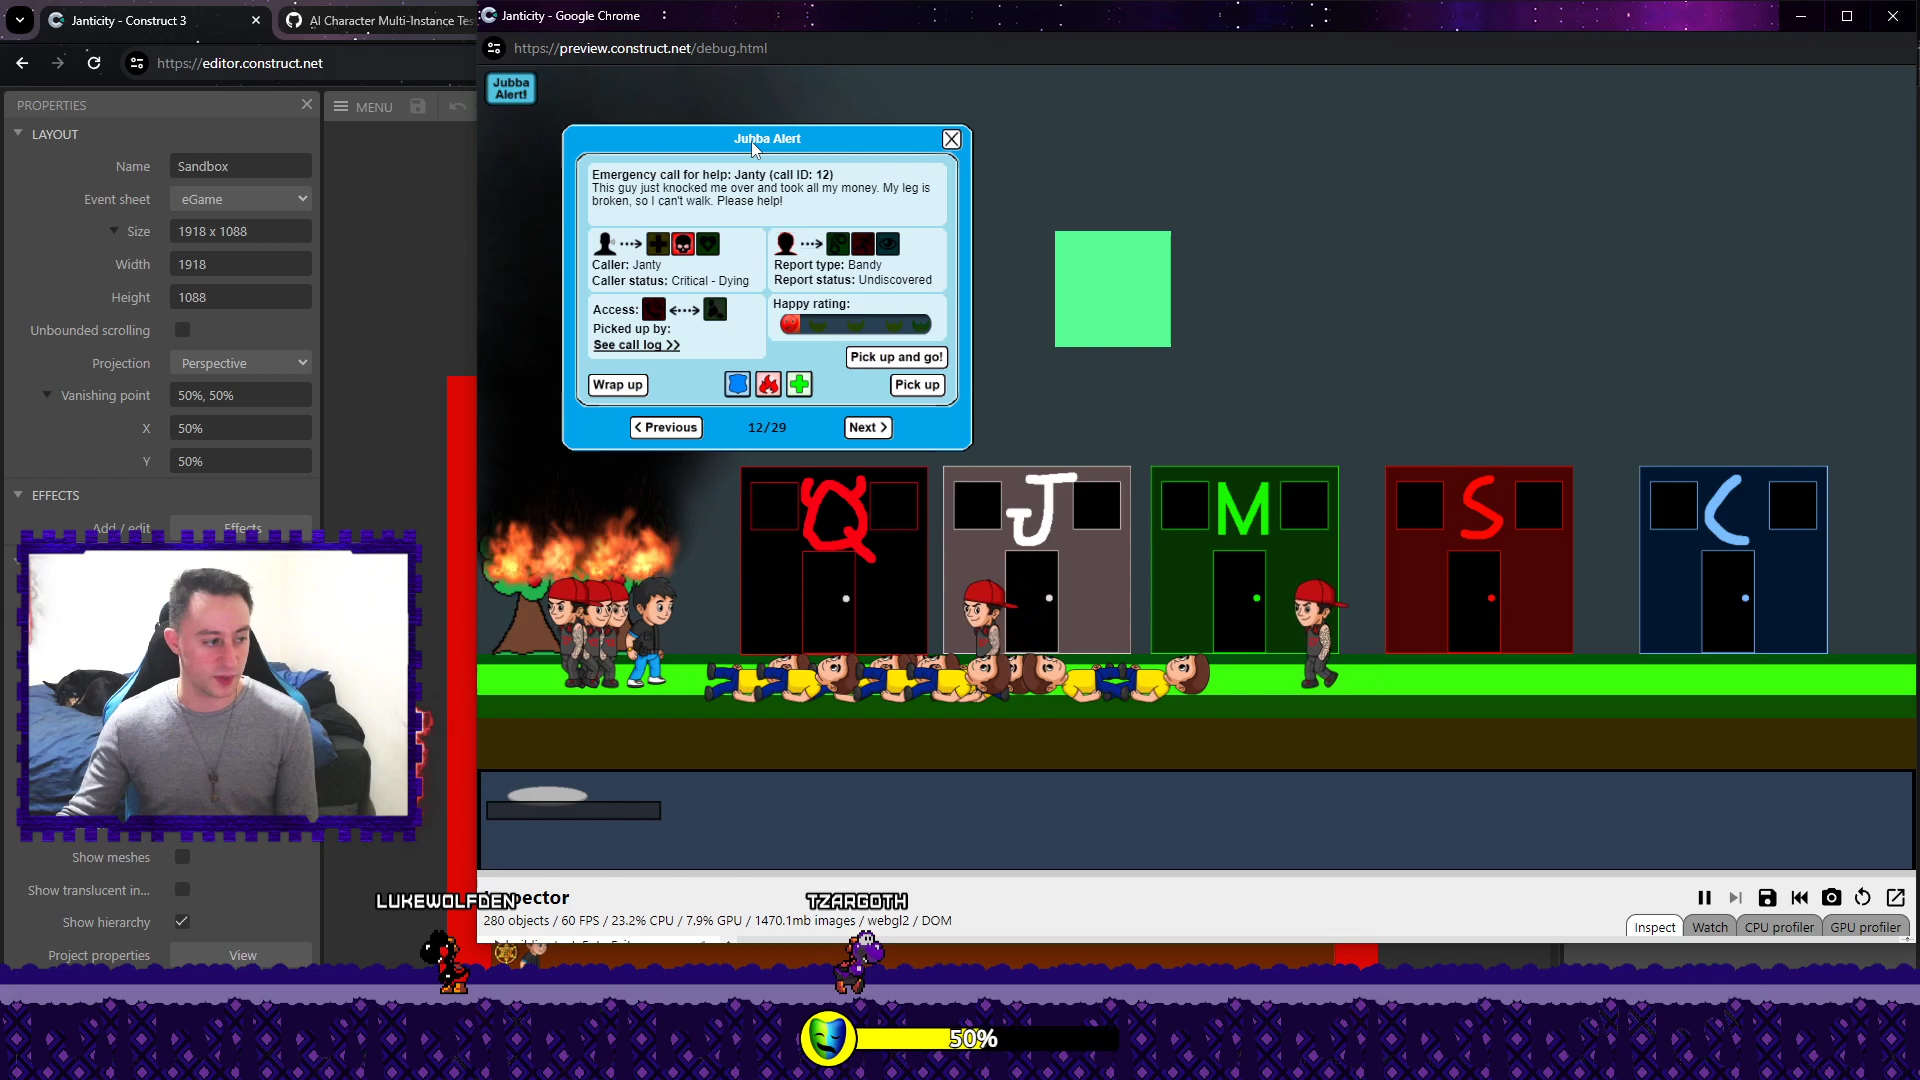 Janticity - Construct 3
AI Character Multi-Instance Tes
Janticity - Google Chrome
https://editor.construct.net
https://preview.construct.net/debug.html
PROPERTIES
MENU
LAYOUT
Name
Sandbox
Event sheet
eGame
Size
1918 x 1088
Width
1918
Height
1088
Unbounded scrolling
Projection
Perspective
Vanishing point
50%, 50%
X
50%
Y
50%
EFFECTS
Add / edit
Effects
Show meshes
Show translucent in...
Show hierarchy
Project properties
View
Jubba
Alert!
Jubba Alert
Emergency call for help: Janty (call ID: 12)
This guy just knocked me over and took all my money. My leg is
broken, so I can't walk. Please help!
Caller: Janty
Caller status: Critical - Dying
Report type: Bandy
Report status: Undiscovered
Access:
Picked up by:
See call log >>
Happy rating:
Pick up and go!
Wrap up
Pick up
< Previous
12/29
Next >
Q
J
M
S
C
LUKEWOLFDEN
TZARGOTH
pector
280 objects / 60 FPS / 23.2% CPU / 7.9% GPU / 1470.1mb images / webgl2 / DOM
Inspect
Watch
CPU profiler
GPU profiler
50%